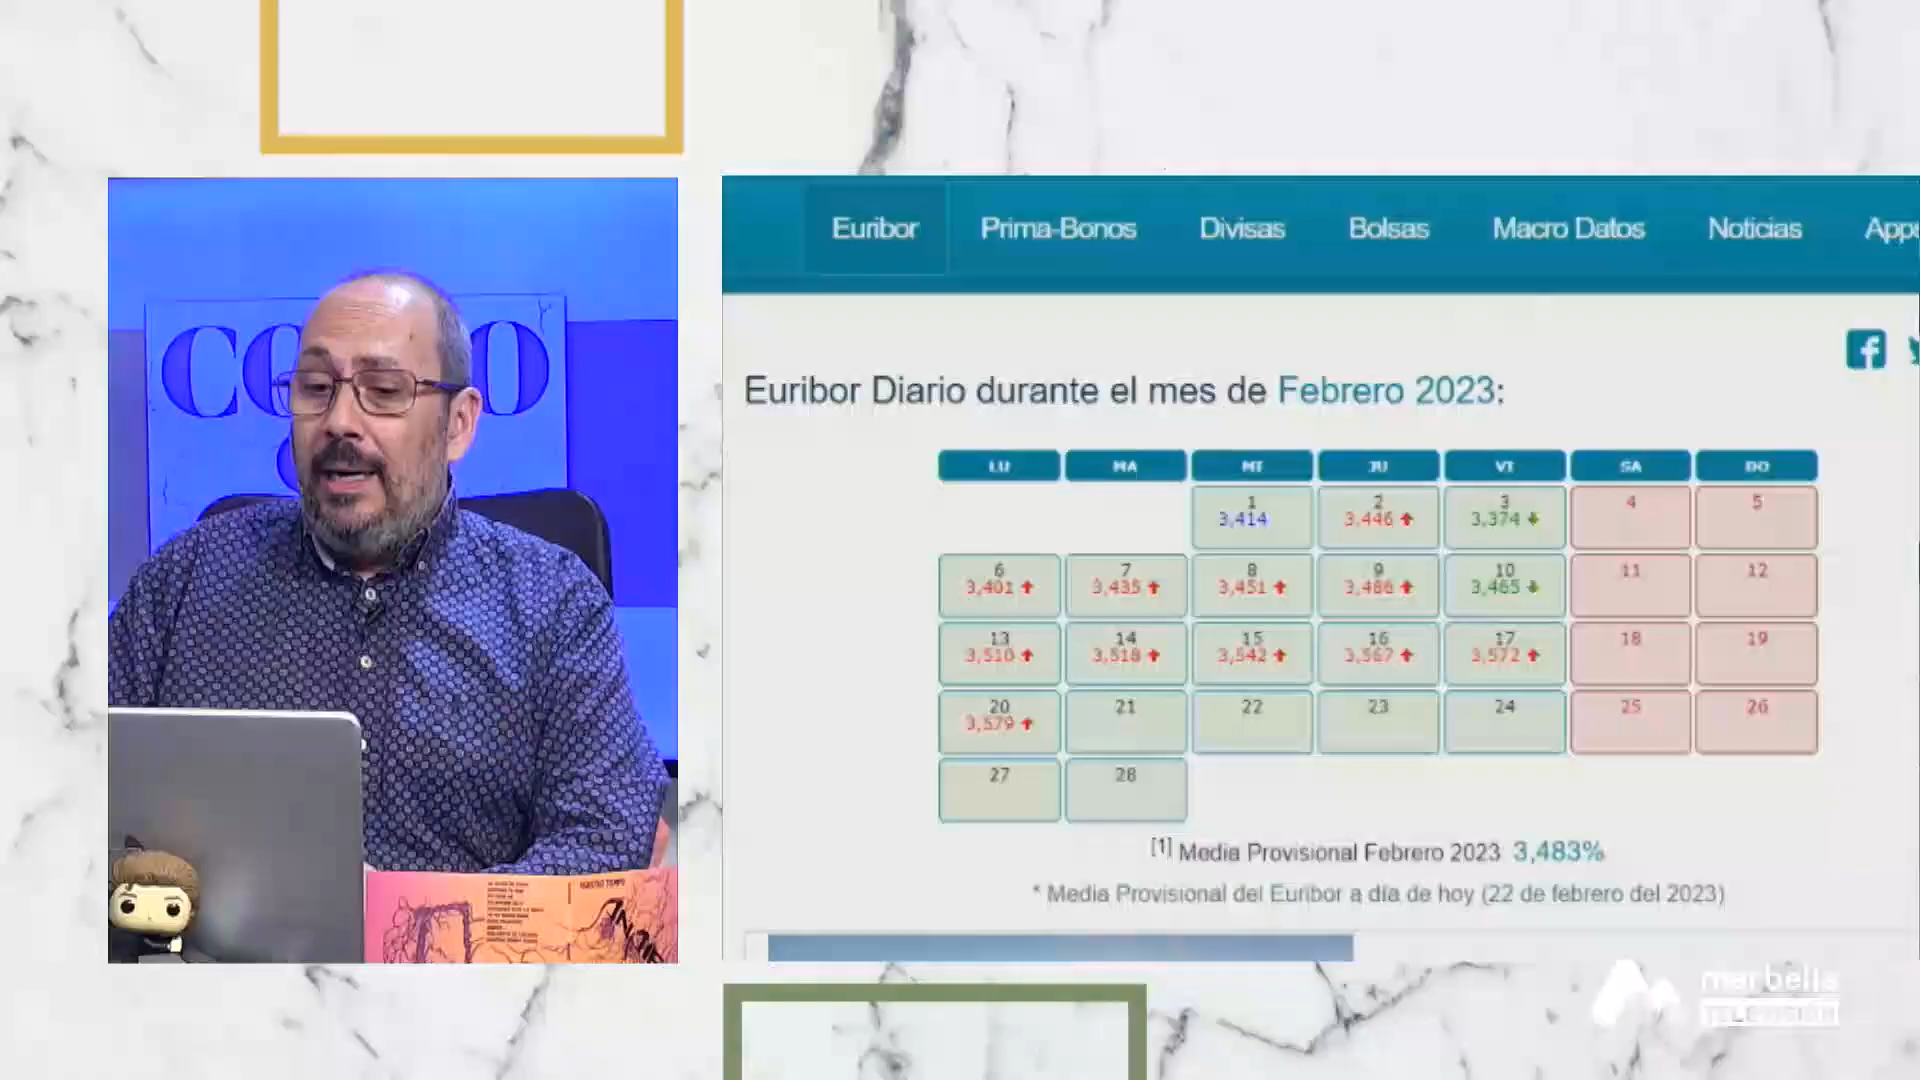 Euribor Prima-Bonos Divisas Bolsas Macro Datos Noticias Apps
Euribor Diario durante el mes de Febrero 2023:
LU MA MI JU VI SA DO
1 2 3 4 5
3,414 3,446 3,374
6 7 8 9 10 11 12
3,401 3,435 3,451 3,486 3,465
13 14 15 16 17 18 19
3,510 3,518 3,542 3,567 3,572
20 21 22 23 24 25 26
3,579
27 28
[1] Media Provisional Febrero 2023 3,483%
* Media Provisional del Euribor a día de hoy (22 de febrero del 2023)
NUESTRO TIEMPO
marbella
TELEVISIÓN